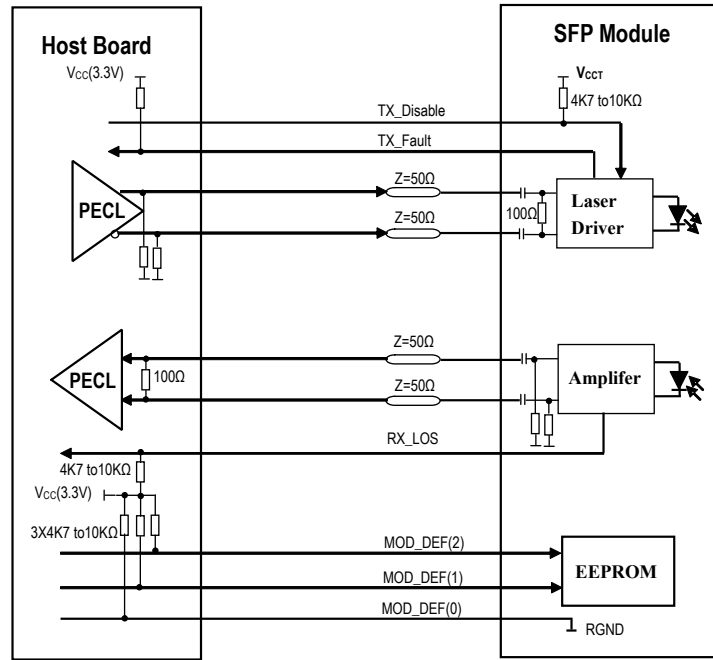 Host Board
SFP Module
VCC(3.3V)
VCCT
4K7 to10KΩ
TX_Disable
TX_Fault
PECL
Z=50Ω
Z=50Ω
100Ω
Laser
Driver
Z=50Ω
PECL
100Ω
Z=50Ω
Amplifer
RX_LOS
4K7 to10KΩ
VCC(3.3V)
3X4K7 to10KΩ
MOD_DEF(2)
EEPROM
MOD_DEF(1)
MOD_DEF(0)
RGND